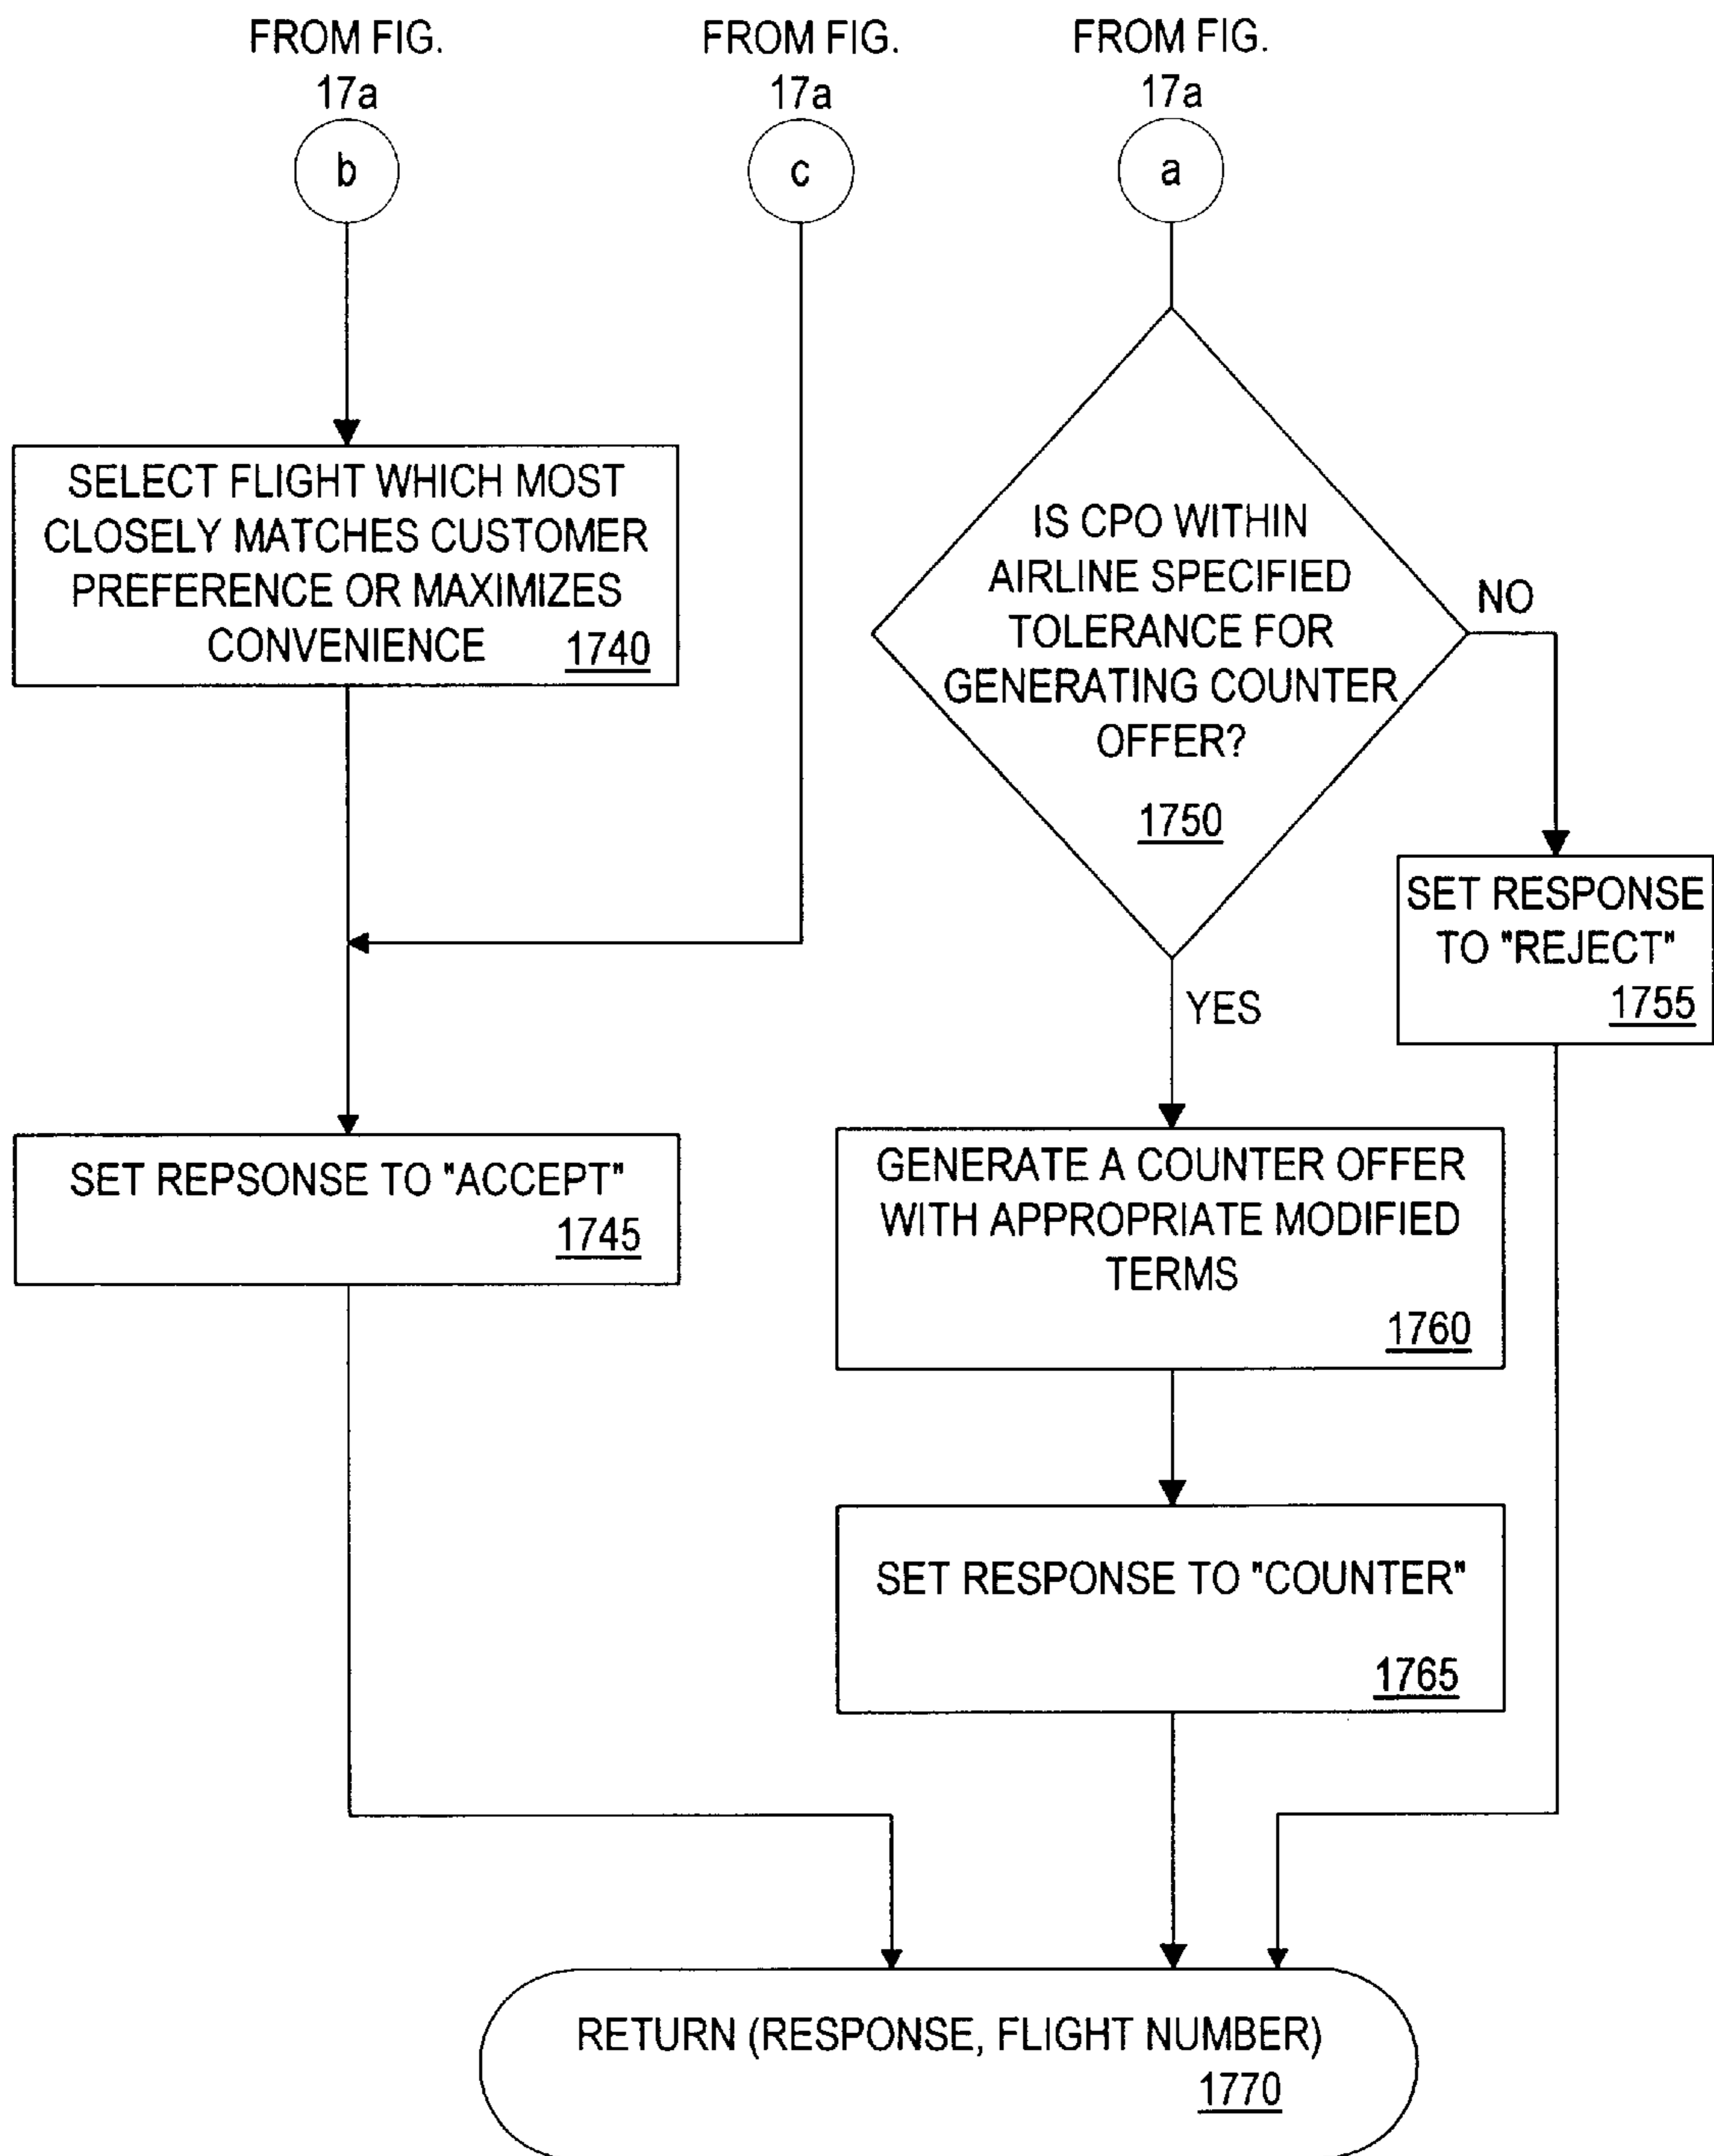 FROM FIG.
17a
b
FROM FIG.
17a
c
FROM FIG.
17a
a
SELECT FLIGHT WHICH MOST
CLOSELY MATCHES CUSTOMER
PREFERENCE OR MAXIMIZES
CONVENIENCE 1740
IS CPO WITHIN
AIRLINE SPECIFIED
TOLERANCE FOR
GENERATING COUNTER
OFFER?
1750
NO
SET RESPONSE
TO "REJECT"
1755
YES
SET REPSONSE TO "ACCEPT"
1745
GENERATE A COUNTER OFFER
WITH APPROPRIATE MODIFIED
TERMS
1760
SET RESPONSE TO "COUNTER"
1765
RETURN (RESPONSE, FLIGHT NUMBER)
1770